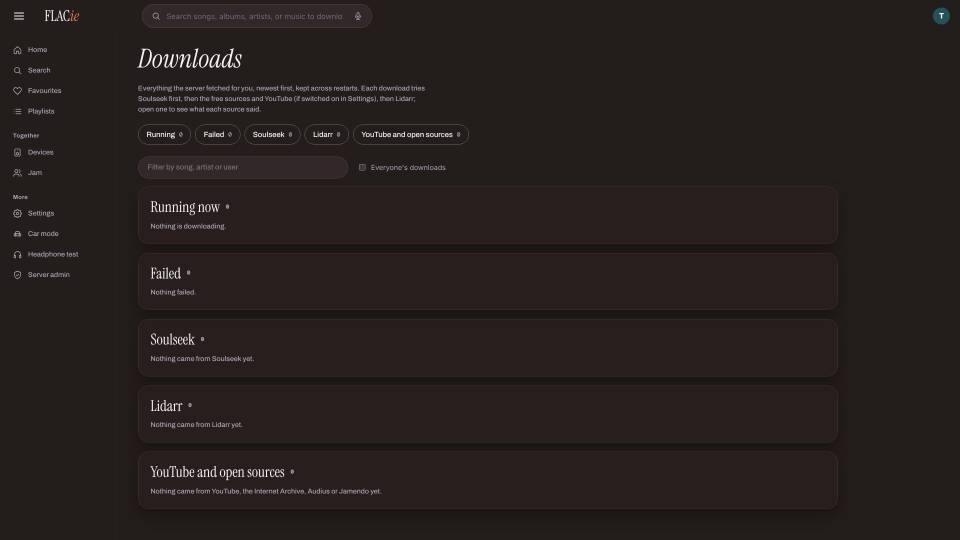 FLACie
Search songs, albums, artists, or music to downlo
T
Home
Search
Favourites
Playlists
Together
Devices
Jam
More
Settings
Car mode
Headphone test
Server admin
Downloads
Everything the server fetched for you, newest first, kept across restarts. Each download tries
Soulseek first, then the free sources and YouTube (if switched on in Settings), then Lidarr;
open one to see what each source said.
Running 0
Failed 0
Soulseek 0
Lidarr 0
YouTube and open sources 0
Filter by song, artist or user
Everyone's downloads
Running now 0
Nothing is downloading.
Failed 0
Nothing failed.
Soulseek 0
Nothing came from Soulseek yet.
Lidarr 0
Nothing came from Lidarr yet.
YouTube and open sources 0
Nothing came from YouTube, the Internet Archive, Audius or Jamendo yet.